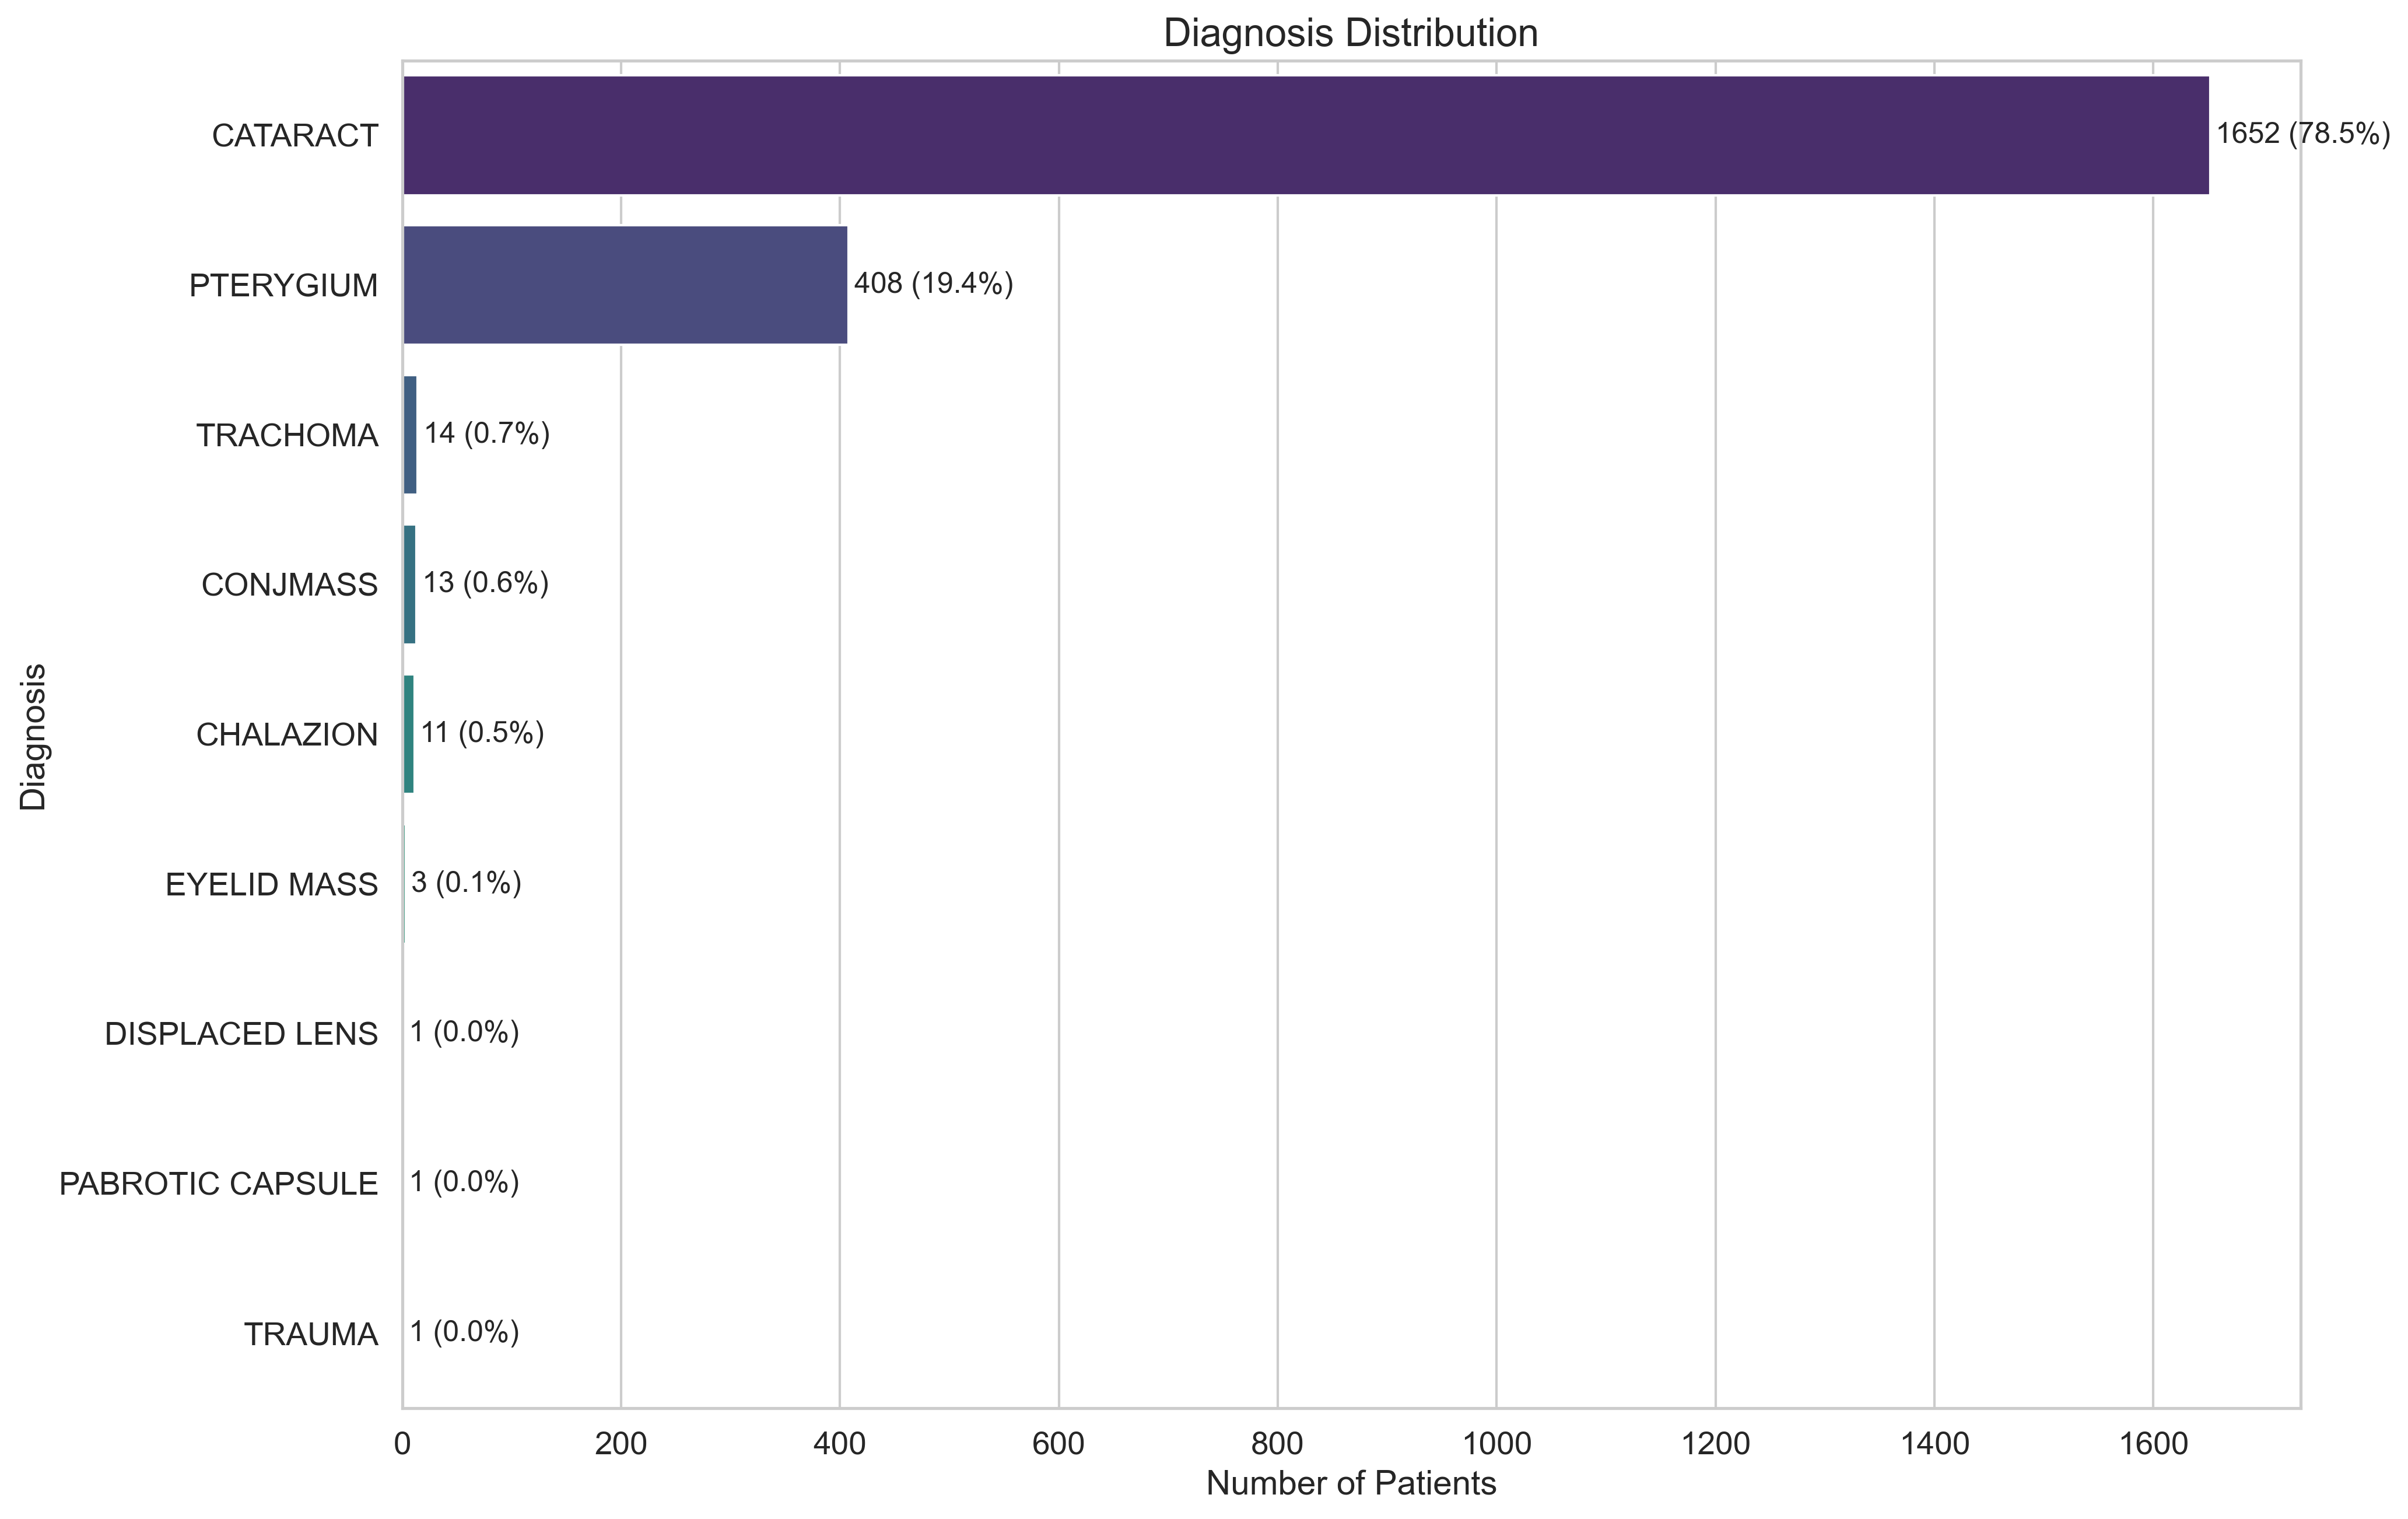 Diagnosis Distribution
CATARACT 1652 (78.5%)
PTERYGIUM 408 (19.4%)
TRACHOMA 14 (0.7%)
CONJMASS 13 (0.6%)
CHALAZION 11 (0.5%)
EYELID MASS 3 (0.1%)
DISPLACED LENS 1 (0.0%)
PABROTIC CAPSULE 1 (0.0%)
TRAUMA 1 (0.0%)
Diagnosis
0 200 400 600 800 1000 1200 1400 1600
Number of Patients